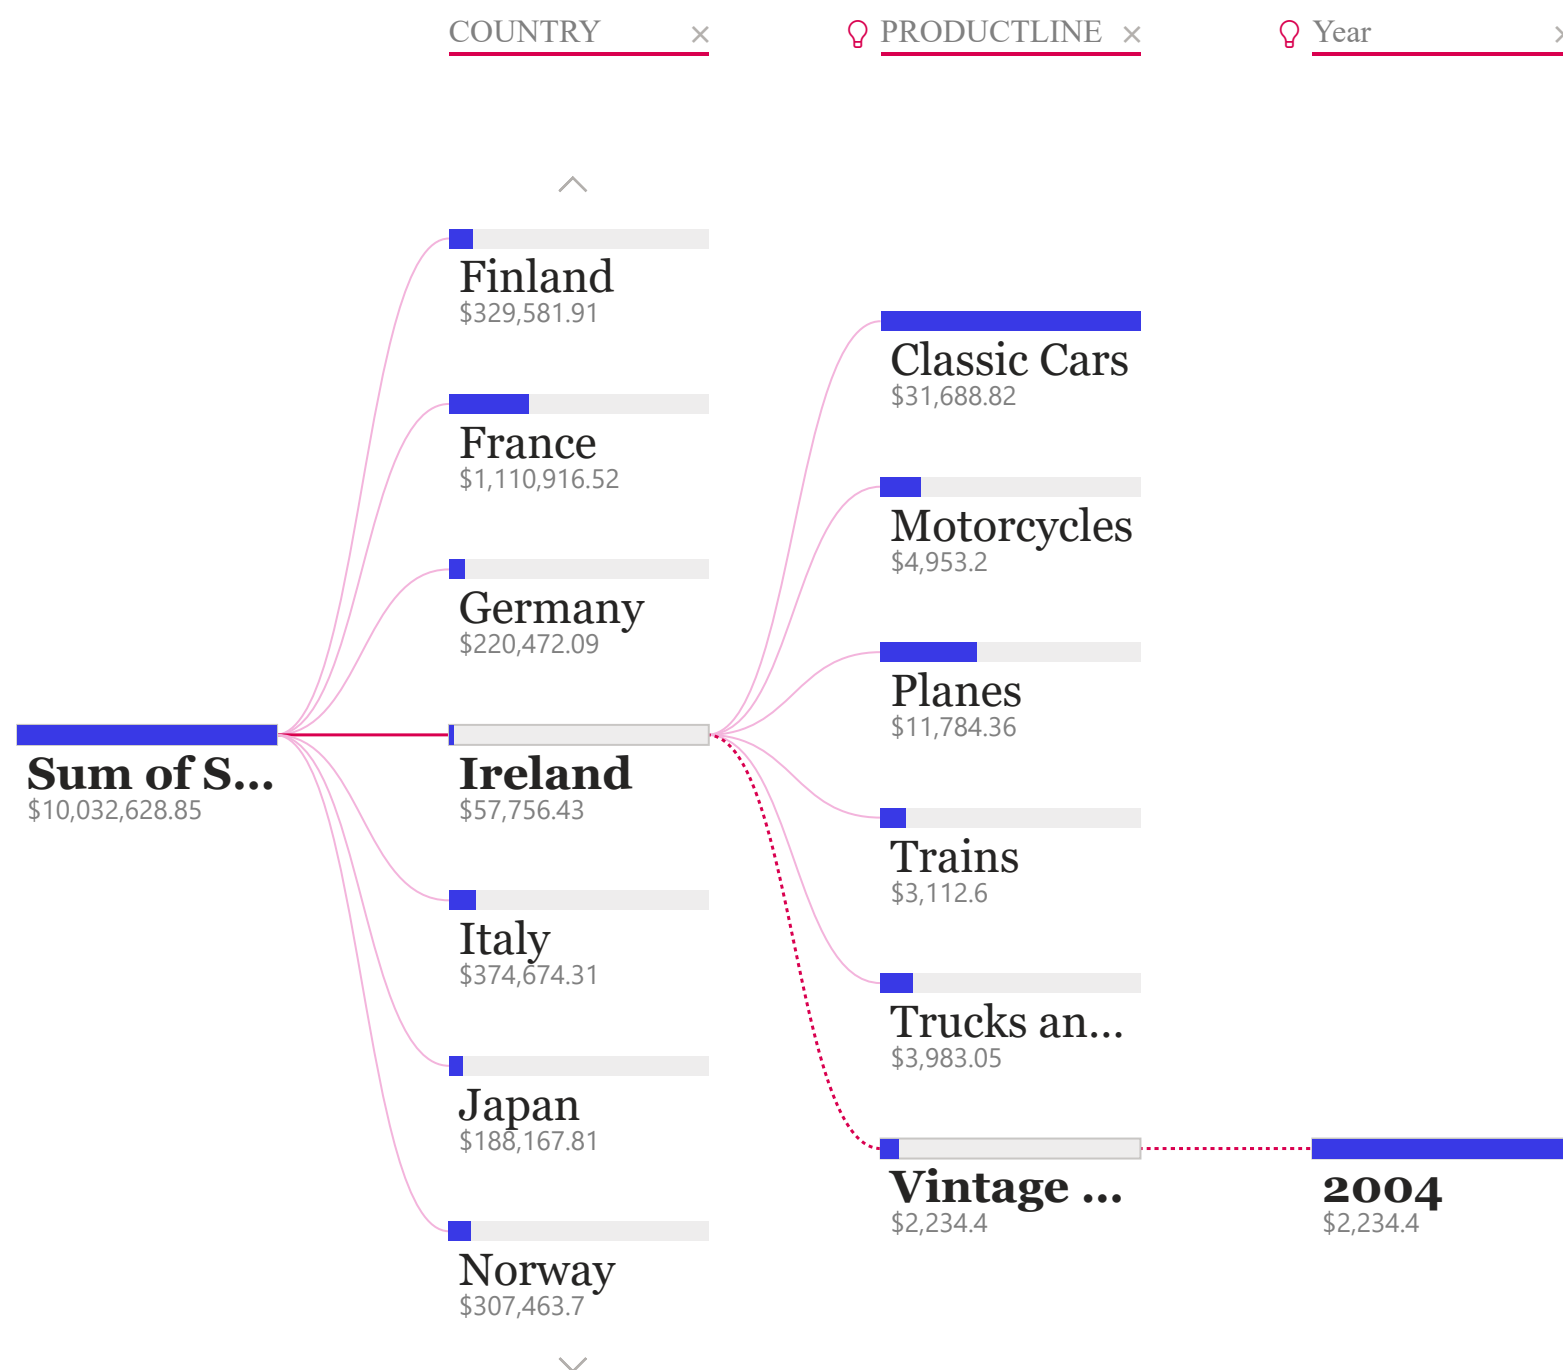 COUNTRY
PRODUCTLINE
Year
Finland
$329,581.91
France
$1,110,916.52
Germany
$220,472.09
Sum of S...
$10,032,628.85
Ireland
$57,756.43
Italy
$374,674.31
Japan
$188,167.81
Norway
$307,463.7
Classic Cars
$31,688.82
Motorcycles
$4,953.2
Planes
$11,784.36
Trains
$3,112.6
Trucks an...
$3,983.05
Vintage ...
$2,234.4
2004
$2,234.4